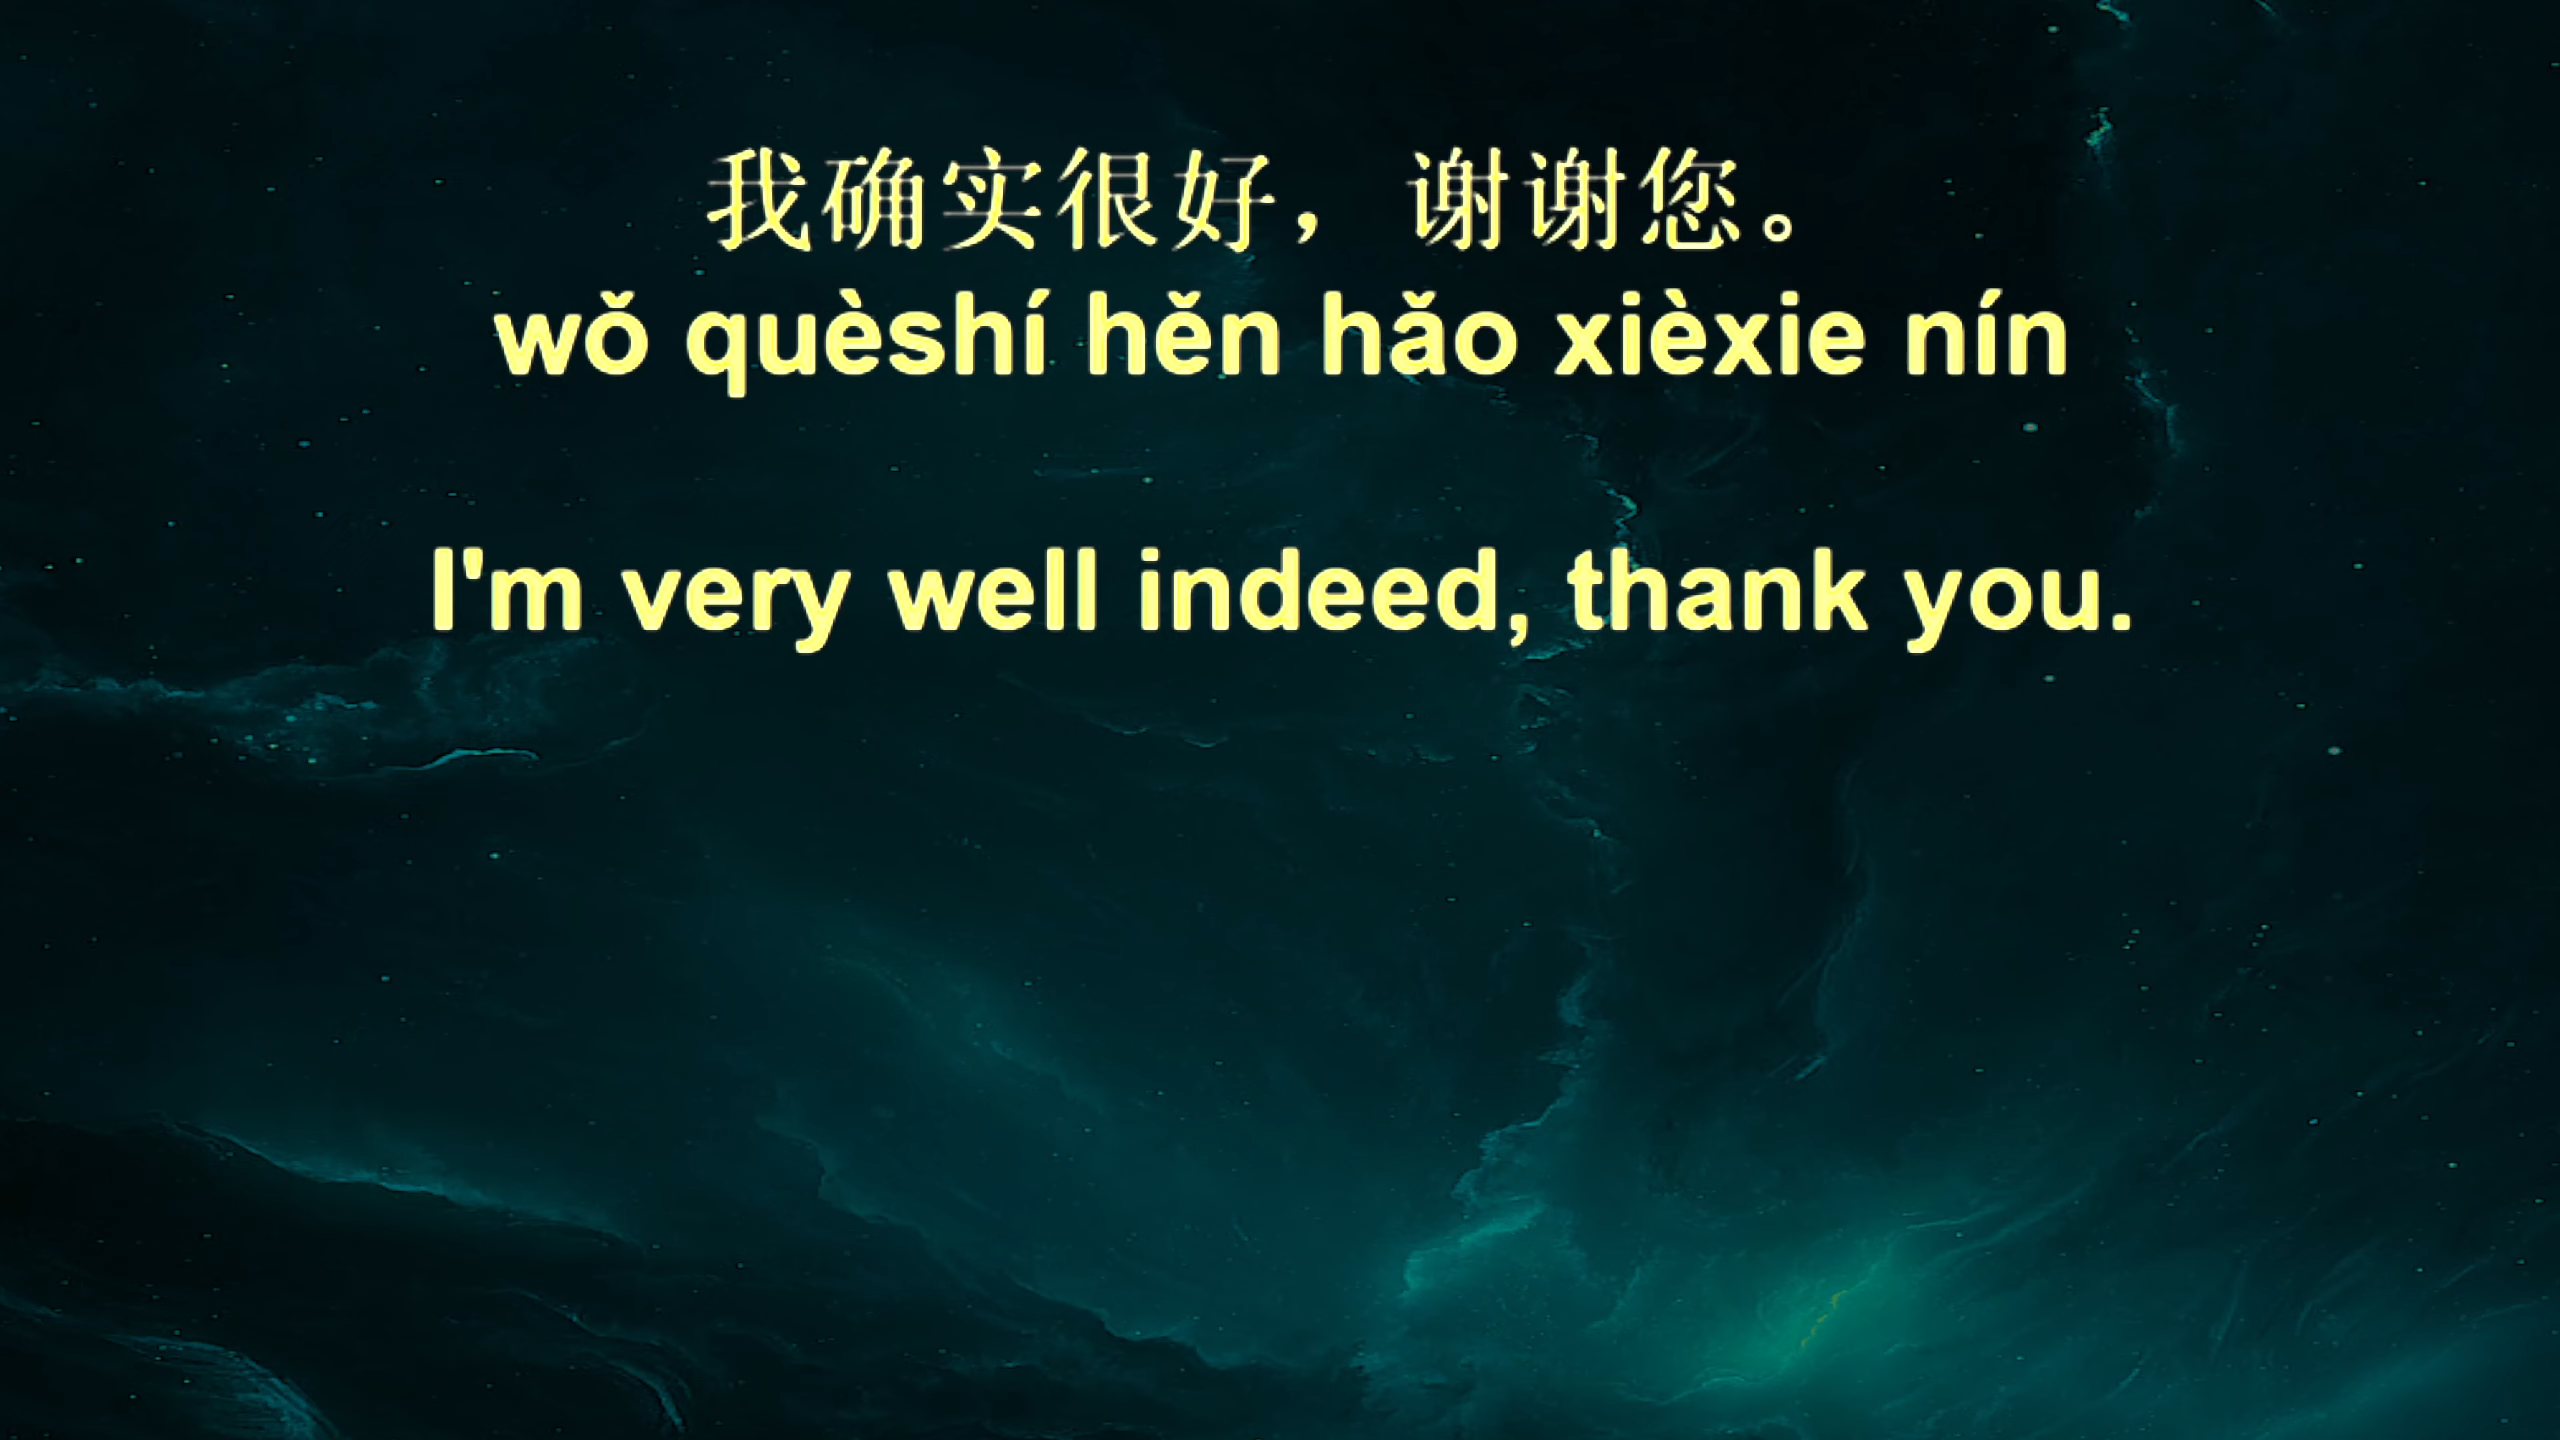 我确实很好，谢谢您。
wǒ quèshí hěn hǎo xièxie nín
I'm very well indeed, thank you.